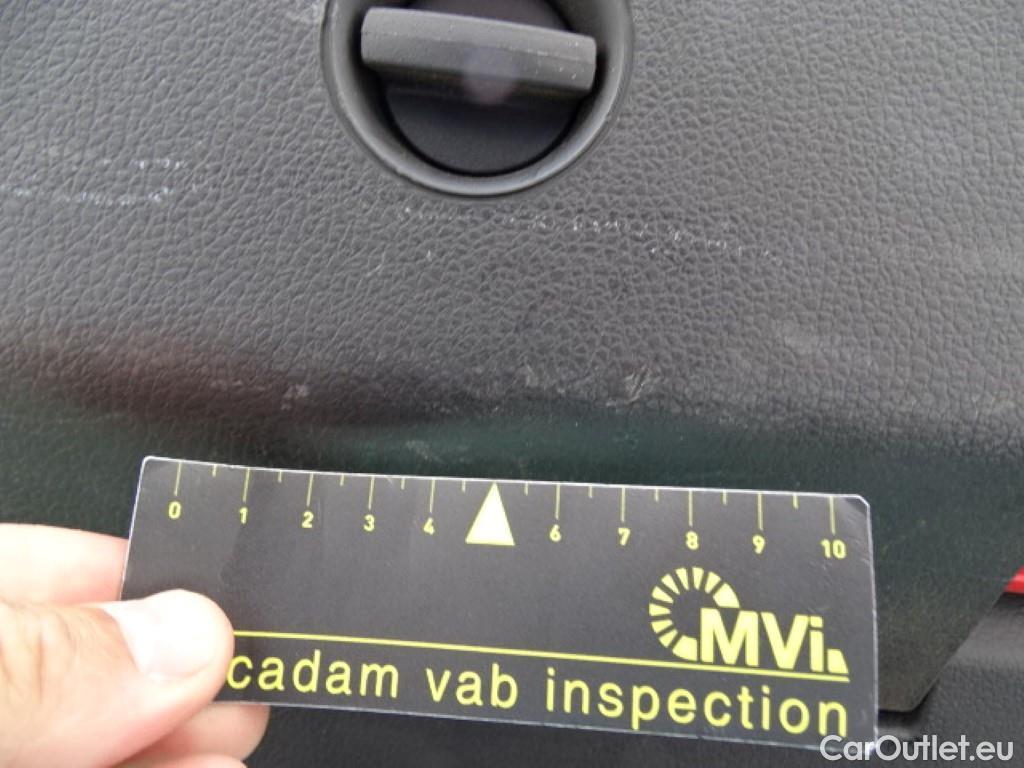 0 1 2 3 4 6 7 8 9 10
MVi
cadam vab inspection
CarOutlet.eu